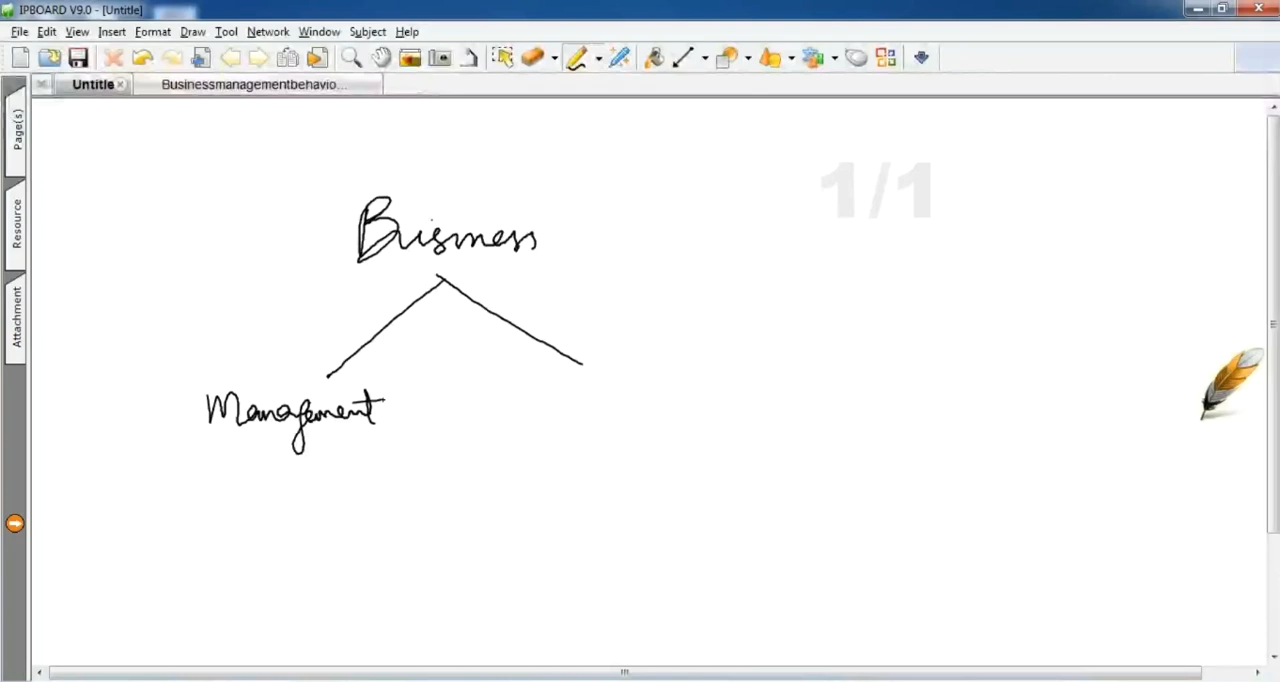 IPBOARD V9.0 - [Untitle]
File Edit View Insert Format Draw Tool Network Window Subject Help
Untitle Businessmanagementbehavio...
Page(s)
Resource
Attachment
1/1
Business
Management